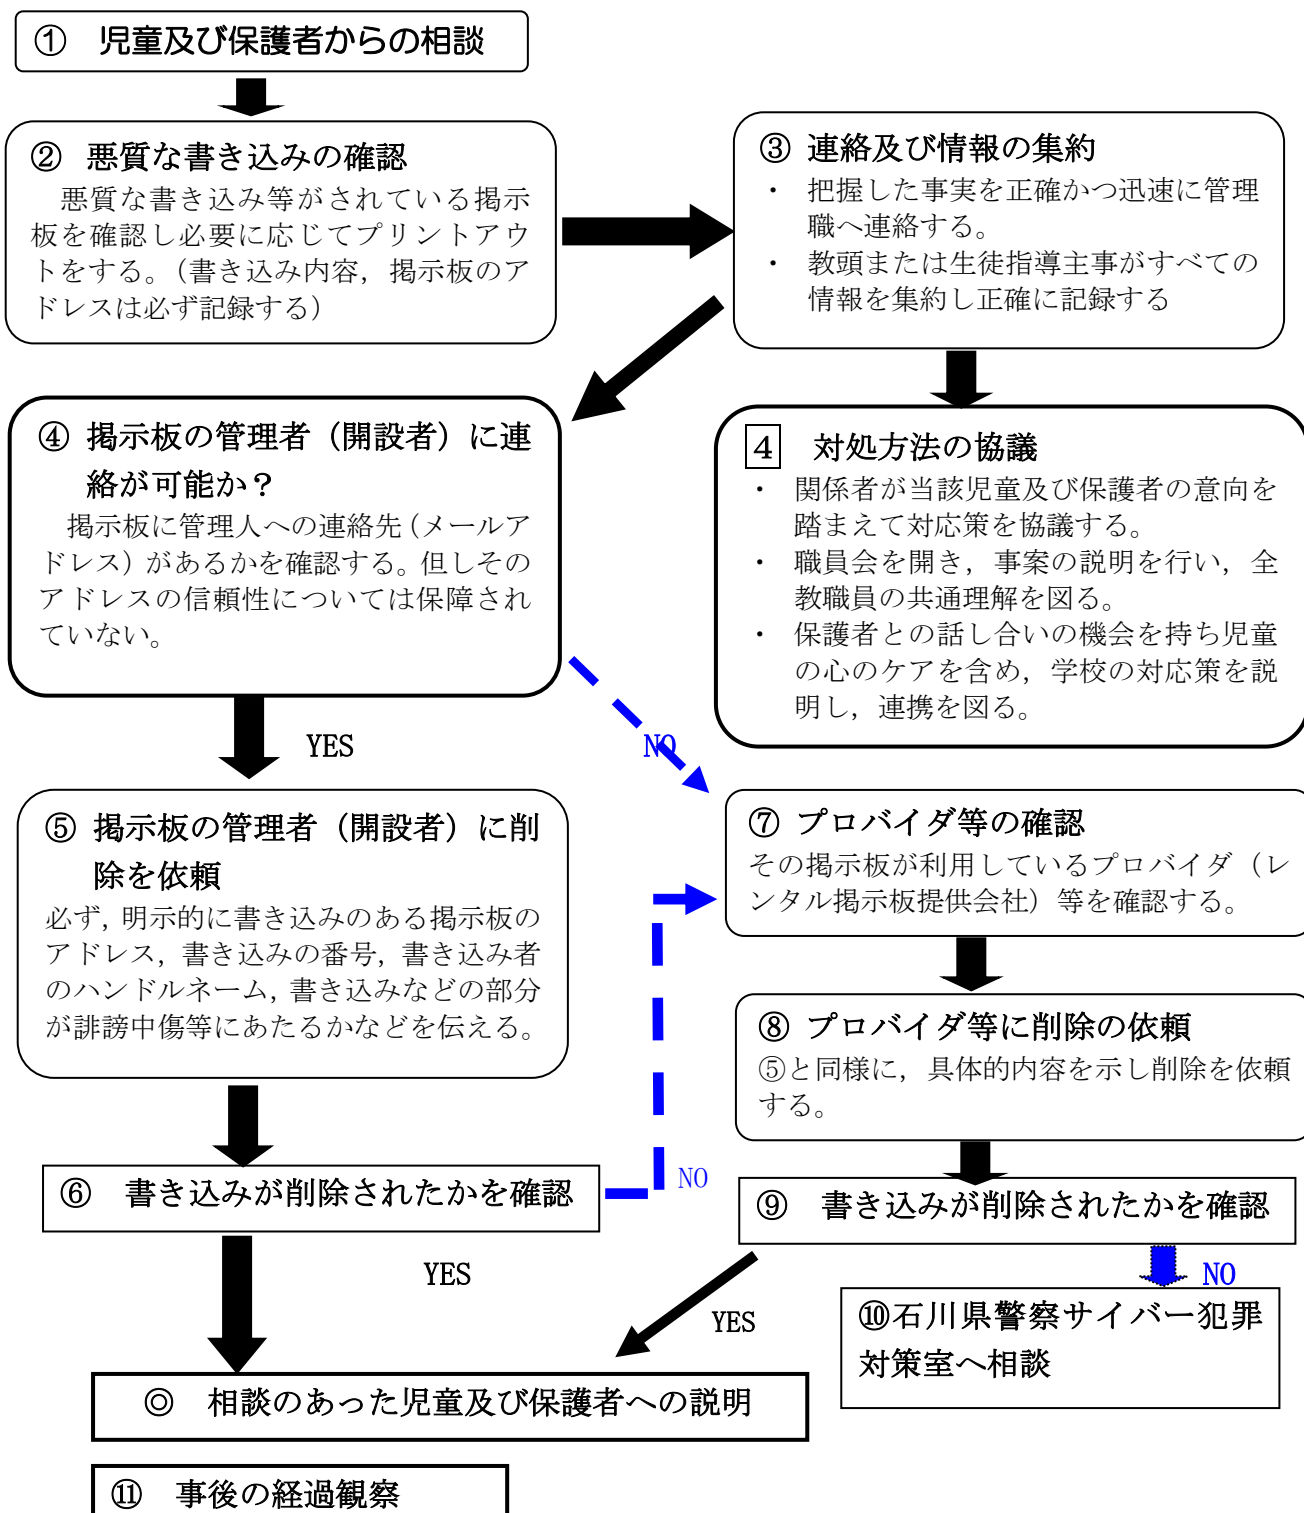 ① 児童及び保護者からの相談
② 悪質な書き込みの確認
悪質な書き込み等がされている掲示
板を確認し必要に応じてプリントアウ
トをする。（書き込み内容，掲示板のア
ドレスは必ず記録する）
③ 連絡及び情報の集約
・ 把握した事実を正確かつ迅速に管理
職へ連絡する。
・ 教頭または生徒指導主事がすべての
情報を集約し正確に記録する
④ 掲示板の管理者（開設者）に連
絡が可能か？
掲示板に管理人への連絡先（メールア
ドレス）があるかを確認する。但しその
アドレスの信頼性については保障され
ていない。
4 対処方法の協議
・ 関係者が当該児童及び保護者の意向を
踏まえて対応策を協議する。
・ 職員会を開き，事案の説明を行い，全
教職員の共通理解を図る。
・ 保護者との話し合いの機会を持ち児童
の心のケアを含め，学校の対応策を説
明し，連携を図る。
YES
NO
⑤ 掲示板の管理者（開設者）に削
除を依頼
必ず，明示的に書き込みのある掲示板の
アドレス，書き込みの番号，書き込み者
のハンドルネーム，書き込みなどの部分
が誹謗中傷等にあたるかなどを伝える。
⑦ プロバイダ等の確認
その掲示板が利用しているプロバイダ（レ
ンタル掲示板提供会社）等を確認する。
⑧ プロバイダ等に削除の依頼
⑤と同様に，具体的内容を示し削除を依頼
する。
⑥ 書き込みが削除されたかを確認
NO
⑨ 書き込みが削除されたかを確認
YES
YES
NO
⑩石川県警察サイバー犯罪
対策室へ相談
◎ 相談のあった児童及び保護者への説明
⑪ 事後の経過観察